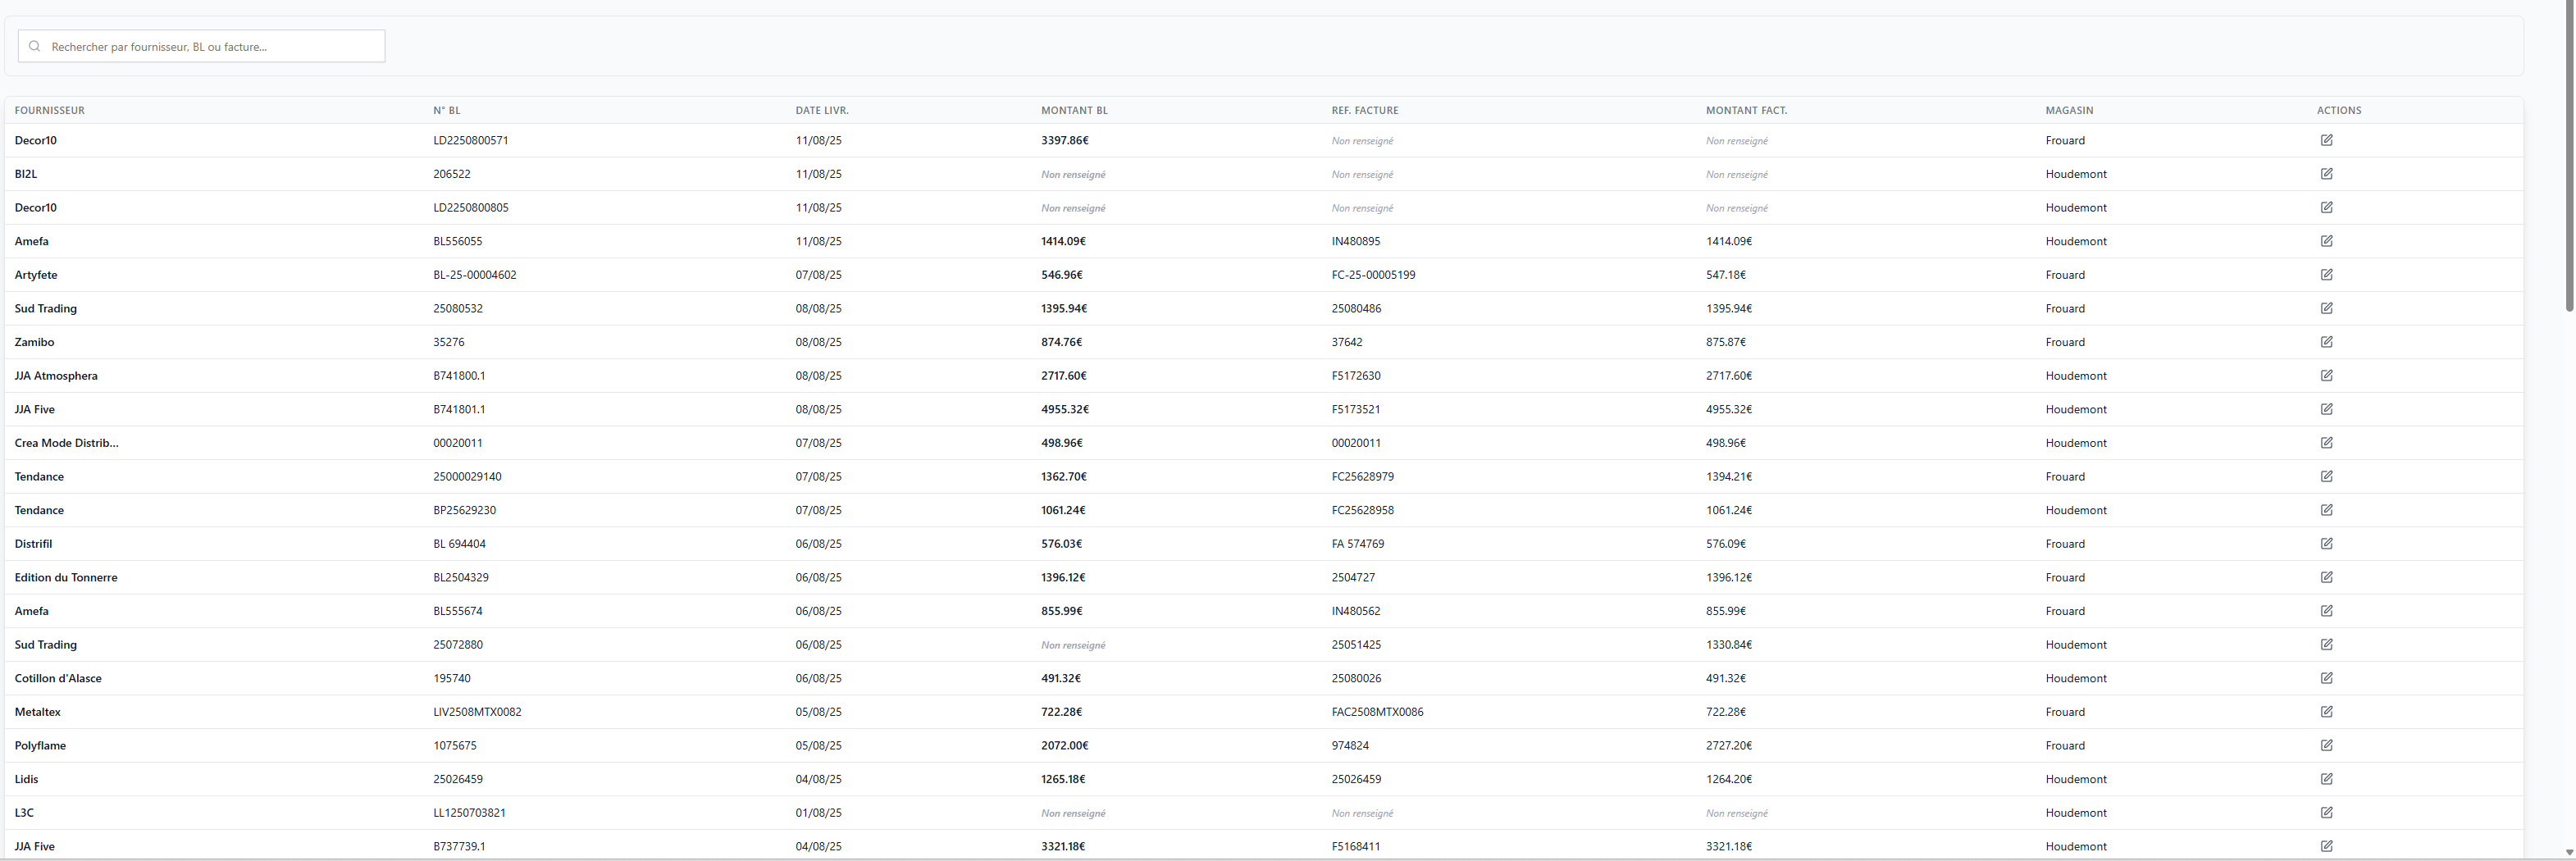 Rechercher par fournisseur, BL ou facture...
FOURNISSEUR N° BL DATE LIVR. MONTANT BL REF. FACTURE MONTANT FACT. MAGASIN ACTIONS
Decor10 LD2250800571 11/08/25 3397.86€ Non renseigné Non renseigné Frouard
BI2L 206522 11/08/25 Non renseigné Non renseigné Non renseigné Houdemont
Decor10 LD2250800805 11/08/25 Non renseigné Non renseigné Non renseigné Houdemont
Amefa BL556055 11/08/25 1414.09€ IN480895 1414.09€ Houdemont
Artyfete BL-25-00004602 07/08/25 546.96€ FC-25-00005199 547.18€ Frouard
Sud Trading 25080532 08/08/25 1395.94€ 25080486 1395.94€ Frouard
Zamibo 35276 08/08/25 874.76€ 37642 875.87€ Frouard
JJA Atmosphera B741800.1 08/08/25 2717.60€ F5172630 2717.60€ Houdemont
JJA Five B741801.1 08/08/25 4955.32€ F5173521 4955.32€ Houdemont
Crea Mode Distrib... 00020011 07/08/25 498.96€ 00020011 498.96€ Houdemont
Tendance 25000029140 07/08/25 1362.70€ FC25628979 1394.21€ Frouard
Tendance BP25629230 07/08/25 1061.24€ FC25628958 1061.24€ Houdemont
Distrifil BL 694404 06/08/25 576.03€ FA 574769 576.09€ Frouard
Edition du Tonnerre BL2504329 06/08/25 1396.12€ 2504727 1396.12€ Frouard
Amefa BL555674 06/08/25 855.99€ IN480562 855.99€ Frouard
Sud Trading 25072880 06/08/25 Non renseigné 25051425 1330.84€ Houdemont
Cotillon d'Alasce 195740 06/08/25 491.32€ 25080026 491.32€ Houdemont
Metaltex LIV2508MTX0082 05/08/25 722.28€ FAC2508MTX0086 722.28€ Frouard
Polyflame 1075675 05/08/25 2072.00€ 974824 2727.20€ Frouard
Lidis 25026459 04/08/25 1265.18€ 25026459 1264.20€ Houdemont
L3C LL1250703821 01/08/25 Non renseigné Non renseigné Non renseigné Houdemont
JJA Five B737739.1 04/08/25 3321.18€ F5168411 3321.18€ Houdemont